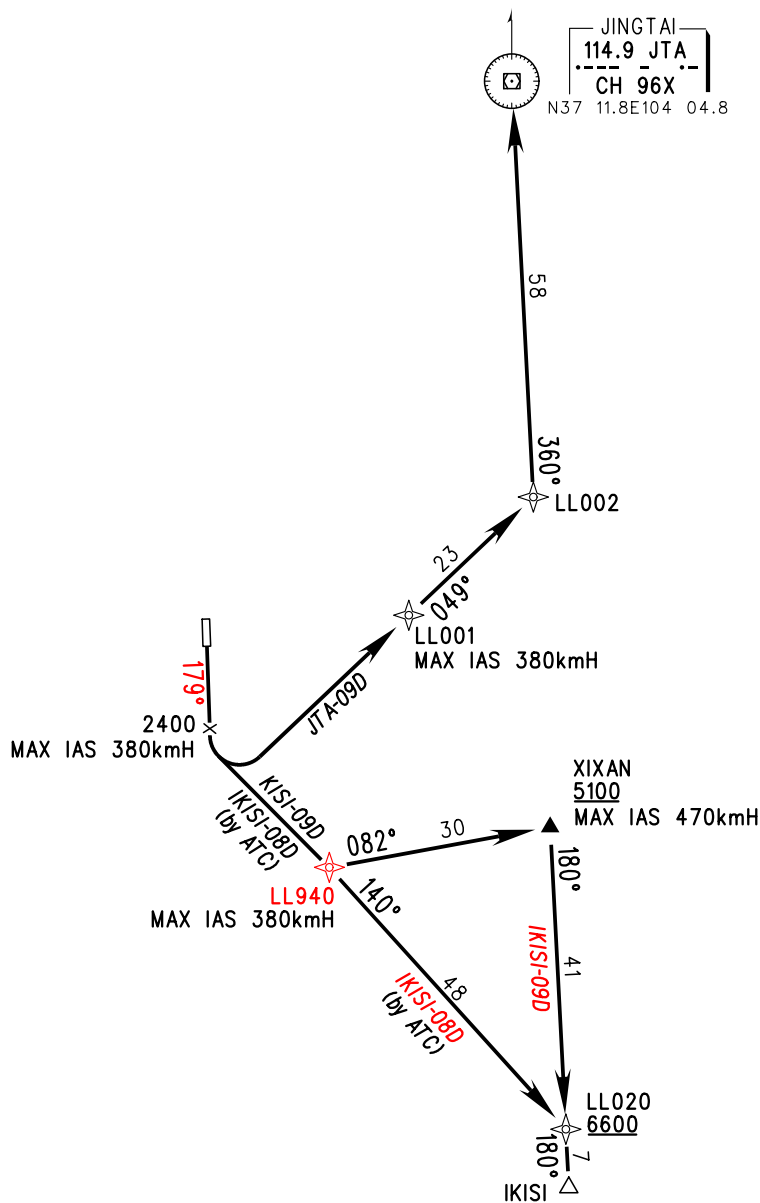 JINGTAI
114.9 JTA
CH 96X
N37 11.8E104 04.8
58
360°
LL002
23
049°
LL001
MAX IAS 380kmH
JTA-09D
179°
2400
MAX IAS 380kmH
KISI-09D
IKISI-08D
(by ATC)
XIXAN
5100
MAX IAS 470kmH
082°
30
LL940
MAX IAS 380kmH
140°
180°
IKISI-09D
41
48
IKISI-08D
(by ATC)
LL020
6600
180°
7
IKISI